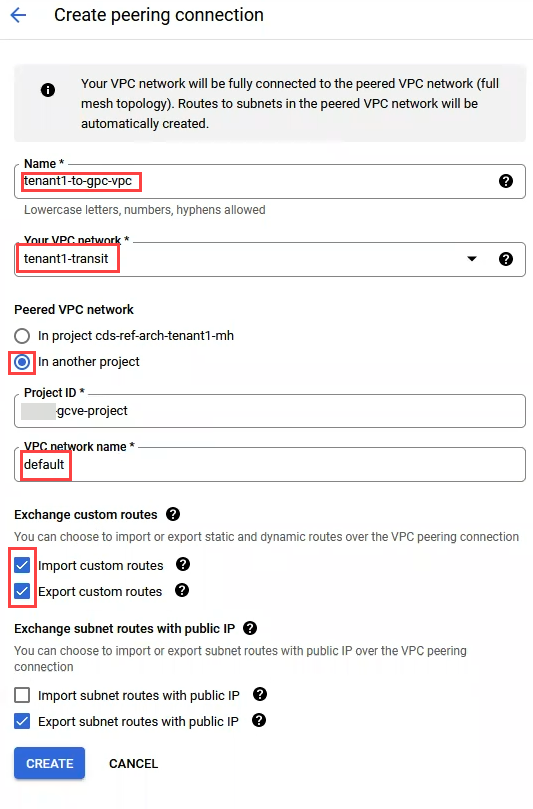 Create peering connection
Your VPC network will be fully connected to the peered VPC network (full
mesh topology). Routes to subnets in the peered VPC network will be
automatically created.
Name *
tenant1-to-gpc-vpc
Lowercase letters, numbers, hyphens allowed
Your VPC network *
tenant1-transit
Peered VPC network
In project cds-ref-arch-tenant1-mh
In another project
Project ID *
gcve-project
VPC network name *
default
Exchange custom routes
You can choose to import or export static and dynamic routes over the VPC peering connection
Import custom routes
Export custom routes
Exchange subnet routes with public IP
You can choose to import or export subnet routes with public IP over the VPC peering
connection
Import subnet routes with public IP
Export subnet routes with public IP
CREATE CANCEL